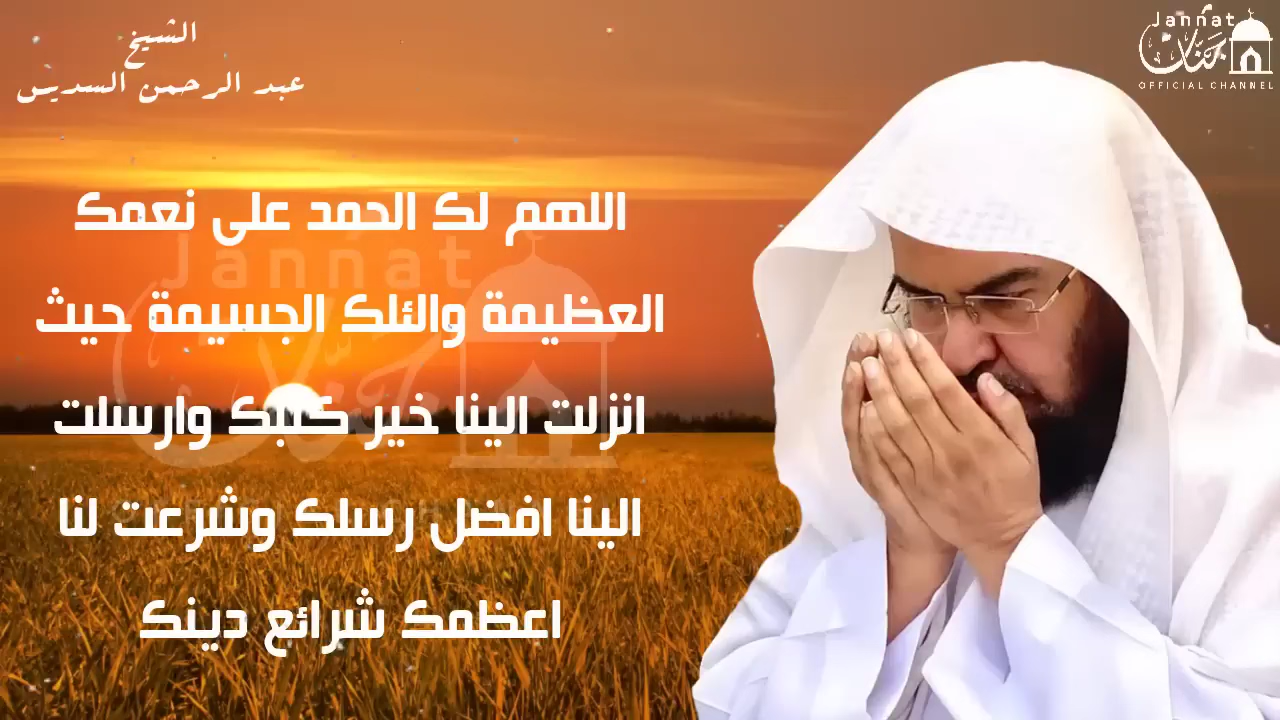 الشيخ
عبد الرحمن السديس
Jannat
جنات
OFFICIAL CHANNEL
اللهم لك الحمد على نعمك
العظيمة والئلك الجسيمة حيث
انزلت الينا خير كتبك وارسلت
الينا افضل رسلك وشرعت لنا
اعظمك شرائع دينك